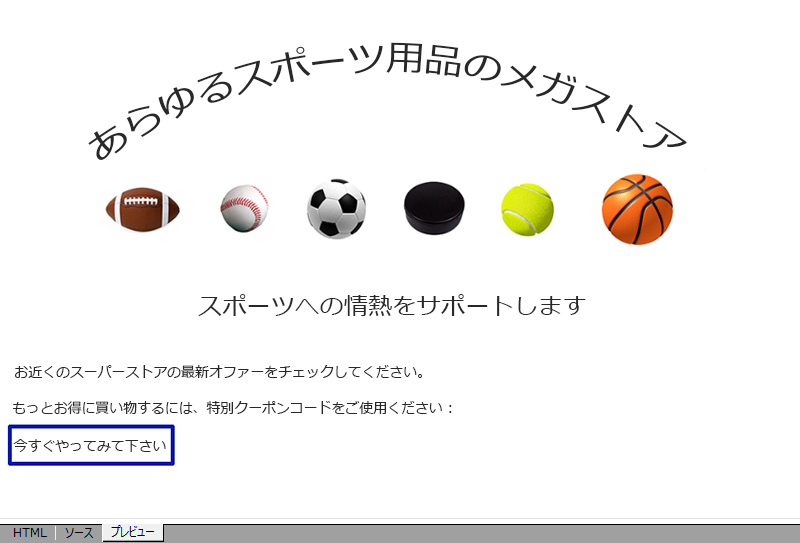 あらゆるスポーツ用品のメガストア
スポーツへの情熱をサポートします
お近くのスーパーストアの最新オファーをチェックしてください。
もっとお得に買い物するには、特別クーポンコードをご使用ください：
今すぐやってみて下さい
HTML ソース プレビュー